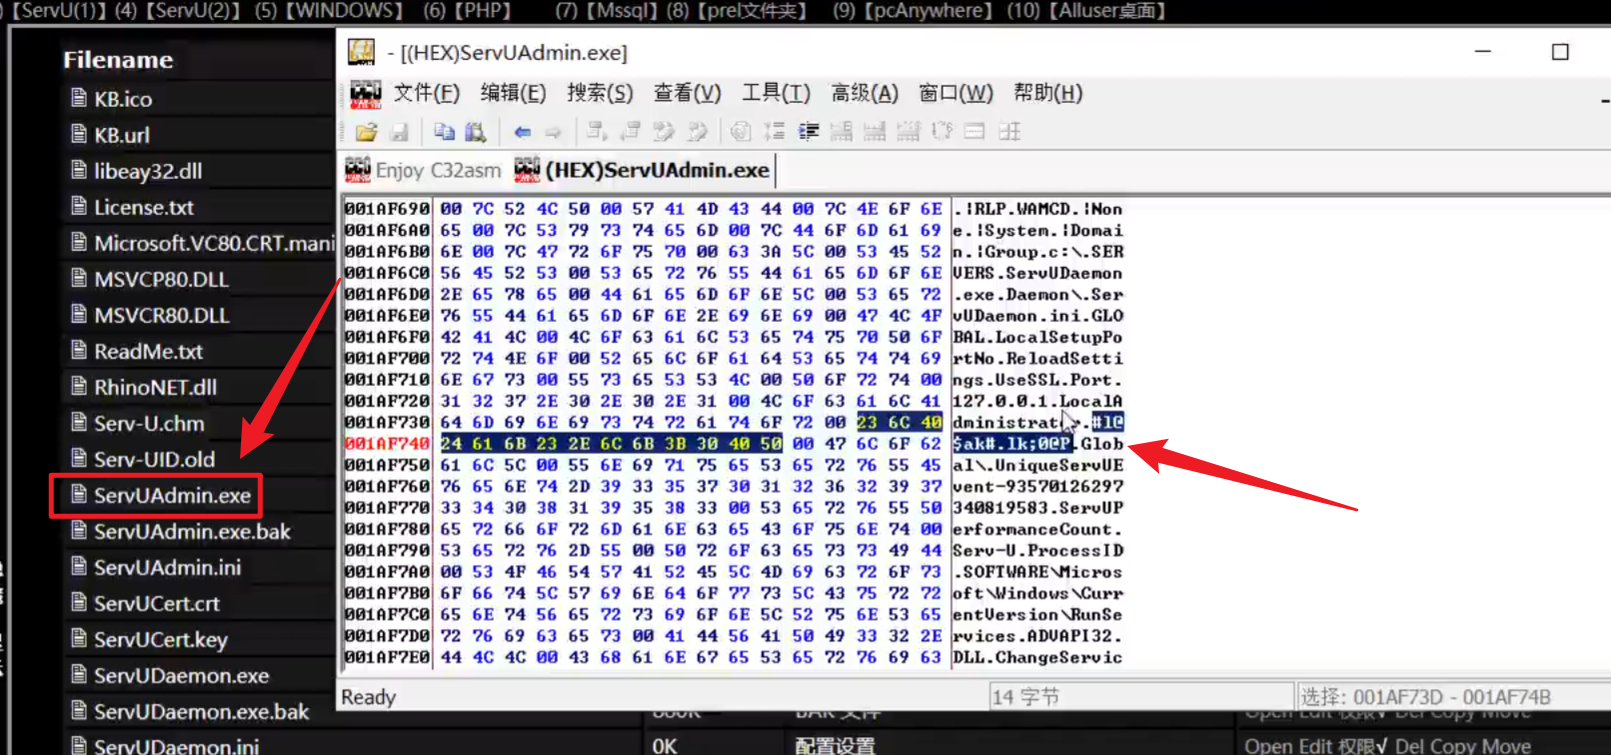 【ServU(1)】(4)【ServU(2)】 (5)【WINDOWS】 (6)【PHP】 (7)【Mssql】(8)【prel文件夹】 (9)【pcAnywhere】(10)【Alluser桌面】
Filename
KB.ico
KB.url
libeay32.dll
License.txt
Microsoft.VC80.CRT.mani
MSVCP80.DLL
MSVCR80.DLL
ReadMe.txt
RhinoNET.dll
Serv-U.chm
Serv-UID.old
ServUAdmin.exe
ServUAdmin.exe.bak
ServUAdmin.ini
ServUCert.crt
ServUCert.key
ServUDaemon.exe
ServUDaemon.exe.bak
ServUDaemon.ini
- [(HEX)ServUAdmin.exe]
文件(F) 编辑(E) 搜索(S) 查看(V) 工具(T) 高级(A) 窗口(W) 帮助(H)
Enjoy C32asm (HEX)ServUAdmin.exe
001AF690 00 7C 52 4C 50 00 57 41 4D 43 44 00 7C 4E 6F 6E .|RLP.WAMCD.|Non
001AF6A0 65 00 7C 53 79 73 74 65 6D 00 7C 44 6F 6D 61 69 e.|System.|Domai
001AF6B0 6E 00 7C 47 72 6F 75 70 00 63 3A 5C 00 53 45 52 n.|Group.c:\.SER
001AF6C0 56 45 52 53 00 53 65 72 76 55 44 61 65 6D 6F 6E VERS.ServUDaemon
001AF6D0 2E 65 78 65 00 44 61 65 6D 6F 6E 5C 00 53 65 72 .exe.Daemon\.Ser
001AF6E0 76 55 44 61 65 6D 6F 6E 2E 69 6E 69 00 47 4C 4F vUDaemon.ini.GLO
001AF6F0 42 41 4C 00 4C 6F 63 61 6C 53 65 74 75 70 50 6F BAL.LocalSetupPo
001AF700 72 74 4E 6F 00 52 65 6C 6F 61 64 53 65 74 74 69 rtNo.ReloadSetti
001AF710 6E 67 73 00 55 73 65 53 53 4C 00 50 6F 72 74 00 ngs.UseSSL.Port.
001AF720 31 32 37 2E 30 2E 30 2E 31 00 4C 6F 63 61 6C 41 127.0.0.1.LocalA
001AF730 64 6D 69 6E 69 73 74 72 61 74 6F 72 00 23 6C 40 dministrator.#l@
001AF740 24 61 6B 23 2E 6C 6B 3B 30 40 50 00 47 6C 6F 62 $ak#.lk;0@P.Glob
001AF750 61 6C 5C 00 55 6E 69 71 75 65 53 65 72 76 55 45 al\.UniqueServUE
001AF760 76 65 6E 74 2D 39 33 35 37 30 31 32 36 32 39 37 vent-93570126297
001AF770 33 34 30 38 31 39 35 38 33 00 53 65 72 76 55 50 340819583.ServUP
001AF780 65 72 66 6F 72 6D 61 6E 63 65 43 6F 75 6E 74 00 erformanceCount.
001AF790 53 65 72 76 2D 55 00 50 72 6F 63 65 73 73 49 44 Serv-U.ProcessID
001AF7A0 00 53 4F 46 54 57 41 52 45 5C 4D 69 63 72 6F 73 .SOFTWARE\Micros
001AF7B0 6F 66 74 5C 57 69 6E 64 6F 77 73 5C 43 75 72 72 oft\Windows\Curr
001AF7C0 65 6E 74 56 65 72 73 69 6F 6E 5C 52 75 6E 53 65 entVersion\RunSe
001AF7D0 72 76 69 63 65 73 00 41 44 56 41 50 49 33 32 2E rvices.ADVAPI32.
001AF7E0 44 4C 4C 00 43 68 61 6E 67 65 53 65 72 76 69 63 DLL.ChangeServic
Ready 14 字节 选择: 001AF73D - 001AF74B
Open Edit 权限√ Del Copy Move
0K 配置设置 Open Edit 权限√ Del Copy Move